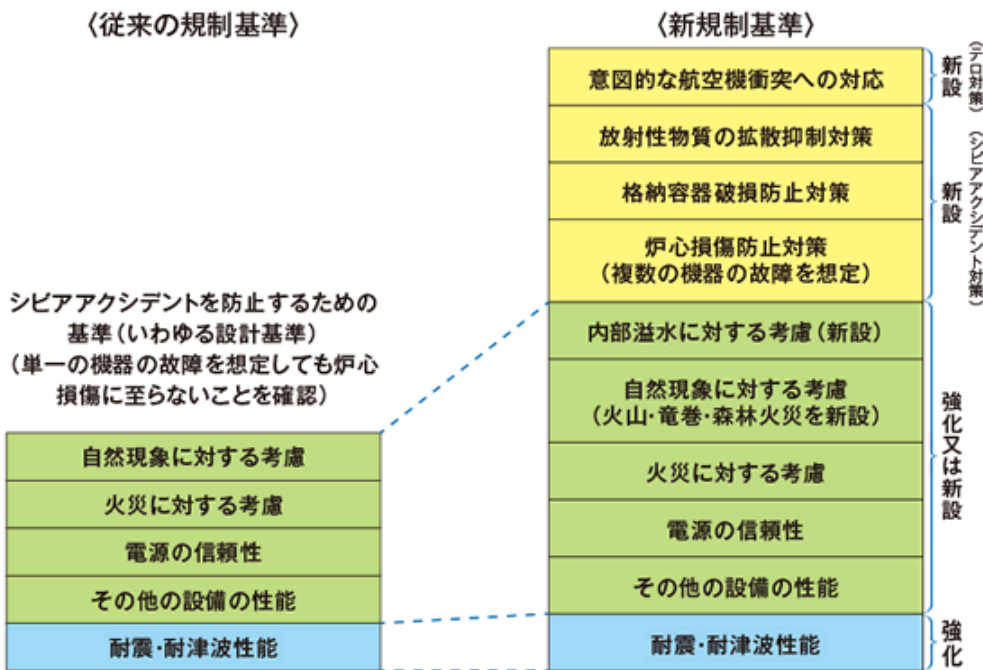 〈従来の規制基準〉
シビアアクシデントを防止するための
基準(いわゆる設計基準)
(単一の機器の故障を想定しても炉心
損傷に至らないことを確認)
自然現象に対する考慮
火災に対する考慮
電源の信頼性
その他の設備の性能
耐震・耐津波性能
〈新規制基準〉
意図的な航空機衝突への対応
放射性物質の拡散抑制対策
格納容器破損防止対策
炉心損傷防止対策
(複数の機器の故障を想定)
内部溢水に対する考慮(新設)
自然現象に対する考慮
(火山・竜巻・森林火災を新設)
火災に対する考慮
電源の信頼性
その他の設備の性能
耐震・耐津波性能
新設
(テロ対策)
新設
(シビアアクシデント対策)
強化又は新設
強化